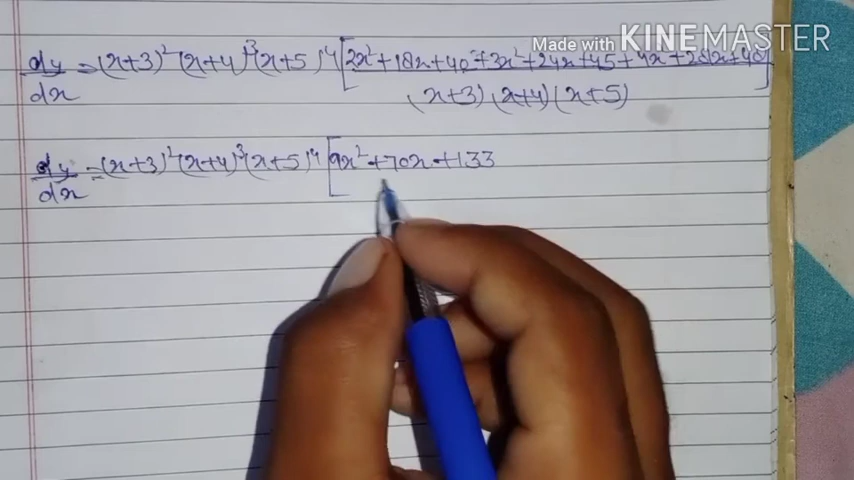 Made with KINEMASTER
dy/dx = (x+3)² (x+4)³ (x+5)⁴ [2x² + 18x + 40 + 3x² + 24x + 45 + 4x + 28x + 48]
(x+3) (x+4) (x+5)
dy/dx = (x+3)² (x+4)³ (x+5)⁴ [9x² + 70x + 133